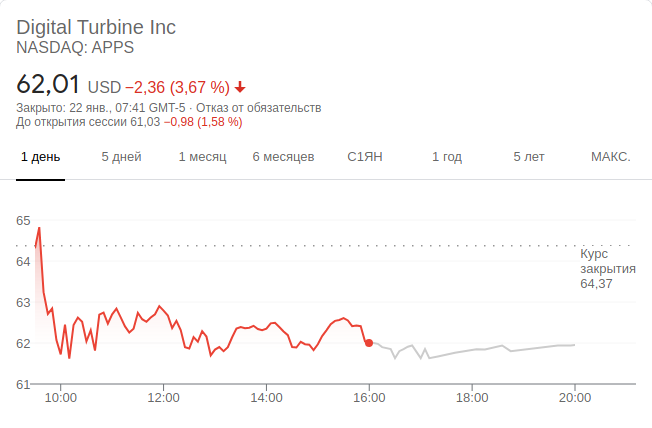 Digital Turbine Inc
NASDAQ: APPS
62,01 USD −2,36 (3,67 %)
Закрыто: 22 янв., 07:41 GMT-5 · Отказ от обязательств
До открытия сессии 61,03 −0,98 (1,58 %)
1 день 5 дней 1 месяц 6 месяцев С1ЯН 1 год 5 лет МАКС.
65
Курс
закрытия
64,37
64
63
62
61
10:00 12:00 14:00 16:00 18:00 20:00